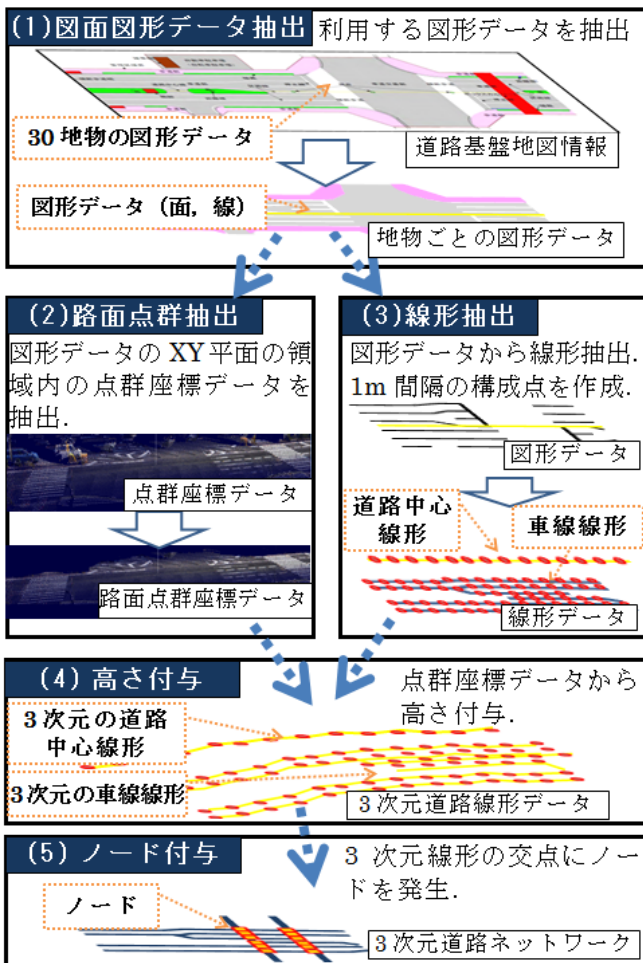 (1)図面図形データ抽出
利用する図形データを抽出
30 地物の図形データ
道路基盤地図情報
図形データ（面，線）
地物ごとの図形データ
(2)路面点群抽出
図形データの XY 平面の領
域内の点群座標データを
抽出.
点群座標データ
路面点群座標データ
(3)線形抽出
図形データから線形抽出.
1m 間隔の構成点を作成.
図形データ
道路中心
線形
車線線形
線形データ
(4) 高さ付与
点群座標データから
高さ付与.
3 次元の道路
中心線形
3 次元の車線線形
3 次元道路線形データ
(5) ノード付与
3 次元線形の交点にノー
ドを発生.
ノード
3 次元道路ネットワーク